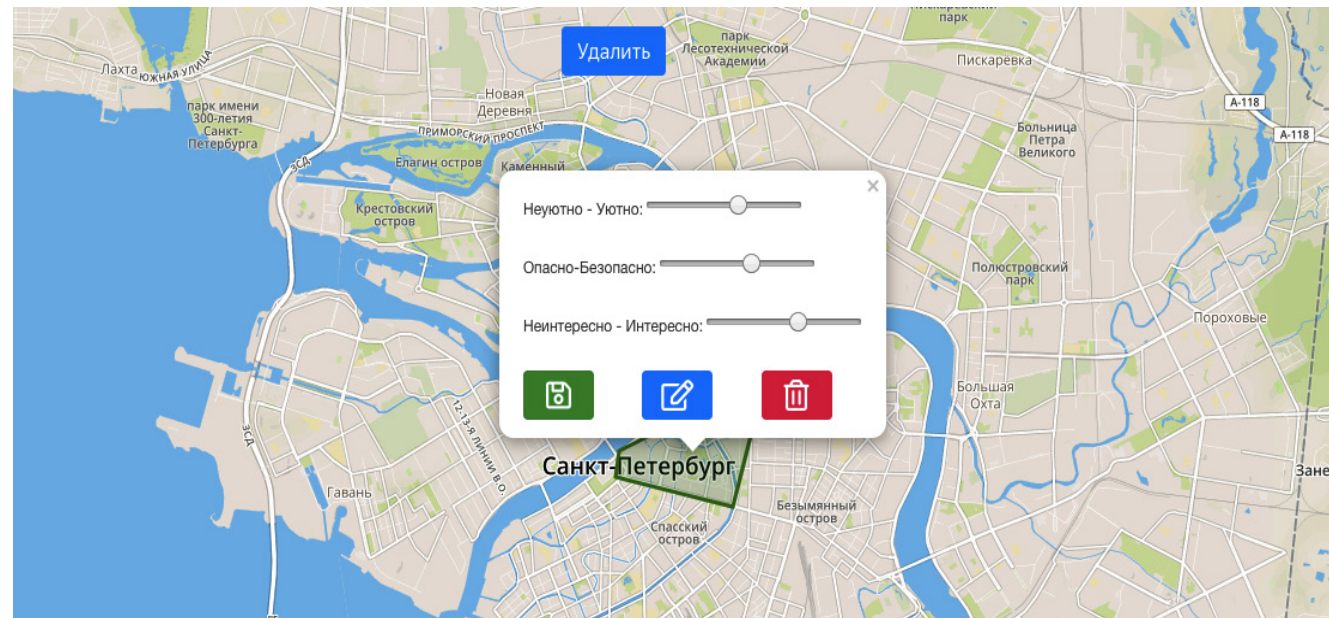 парк
Удалить
парк
Лесотехнической
Академии
Пискарёвка
Лахта
ЮЖНАЯ УЛИЦА
Новая
Деревня
А-118
А-118
парк имени
300-летия
Санкт-
Петербурга
ПРИМОРСКИЙ ПРОСПЕКТ
Больница
Петра
Великого
ЗСД
Елагин остров
Каменный
×
Крестовский
остров
Неуютно - Уютно:
Опасно-Безопасно:
Полюстровский
парк
Неинтересно - Интересно:
Пороховые
Большая
Охта
12-13-я ЛИНИИ В.О.
ЗСД
Санкт-Петербург
Зане
Гавань
Безымянный
остров
Спасский
остров